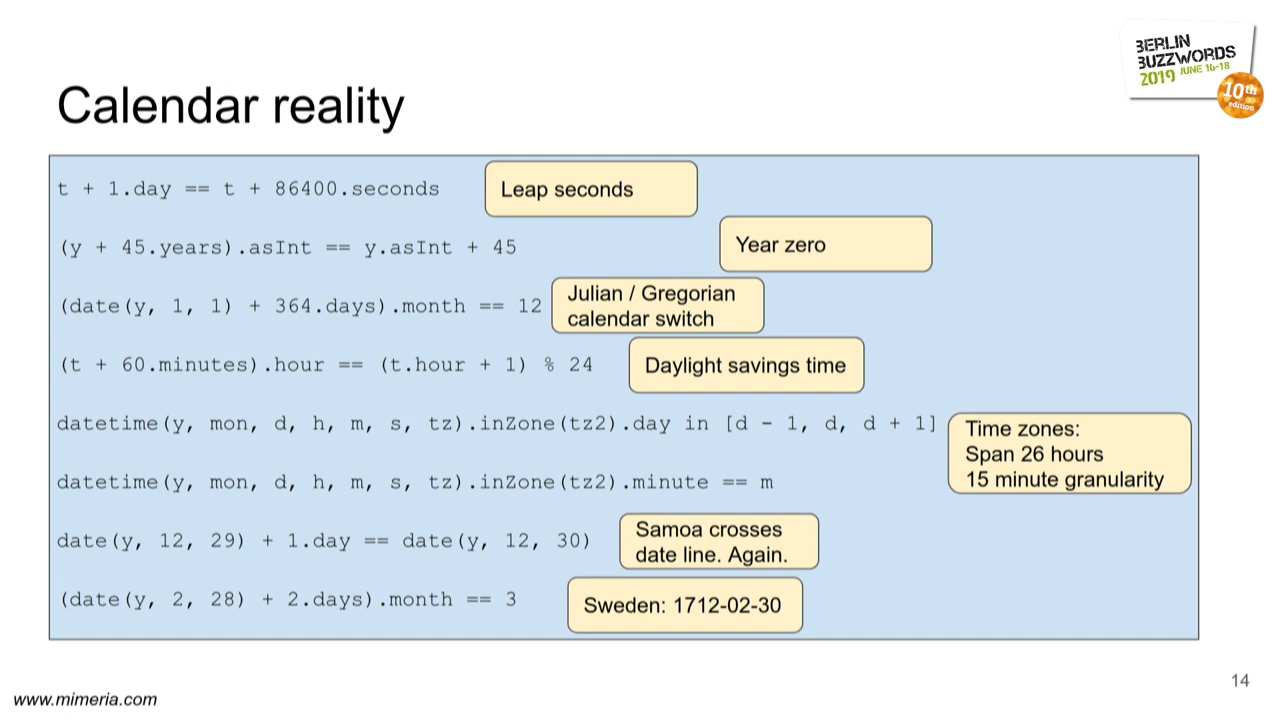 BERLIN
BUZZWORDS
2019 JUNE 16-18
10th
edition
Calendar reality
t + 1.day == t + 86400.seconds
Leap seconds
(y + 45.years).asInt == y.asInt + 45
Year zero
(date(y, 1, 1) + 364.days).month == 12
Julian / Gregorian
calendar switch
(t + 60.minutes).hour == (t.hour + 1) % 24
Daylight savings time
datetime(y, mon, d, h, m, s, tz).inZone(tz2).day in [d - 1, d, d + 1]
Time zones:
Span 26 hours
15 minute granularity
datetime(y, mon, d, h, m, s, tz).inZone(tz2).minute == m
date(y, 12, 29) + 1.day == date(y, 12, 30)
Samoa crosses
date line. Again.
(date(y, 2, 28) + 2.days).month == 3
Sweden: 1712-02-30
14
www.mimeria.com